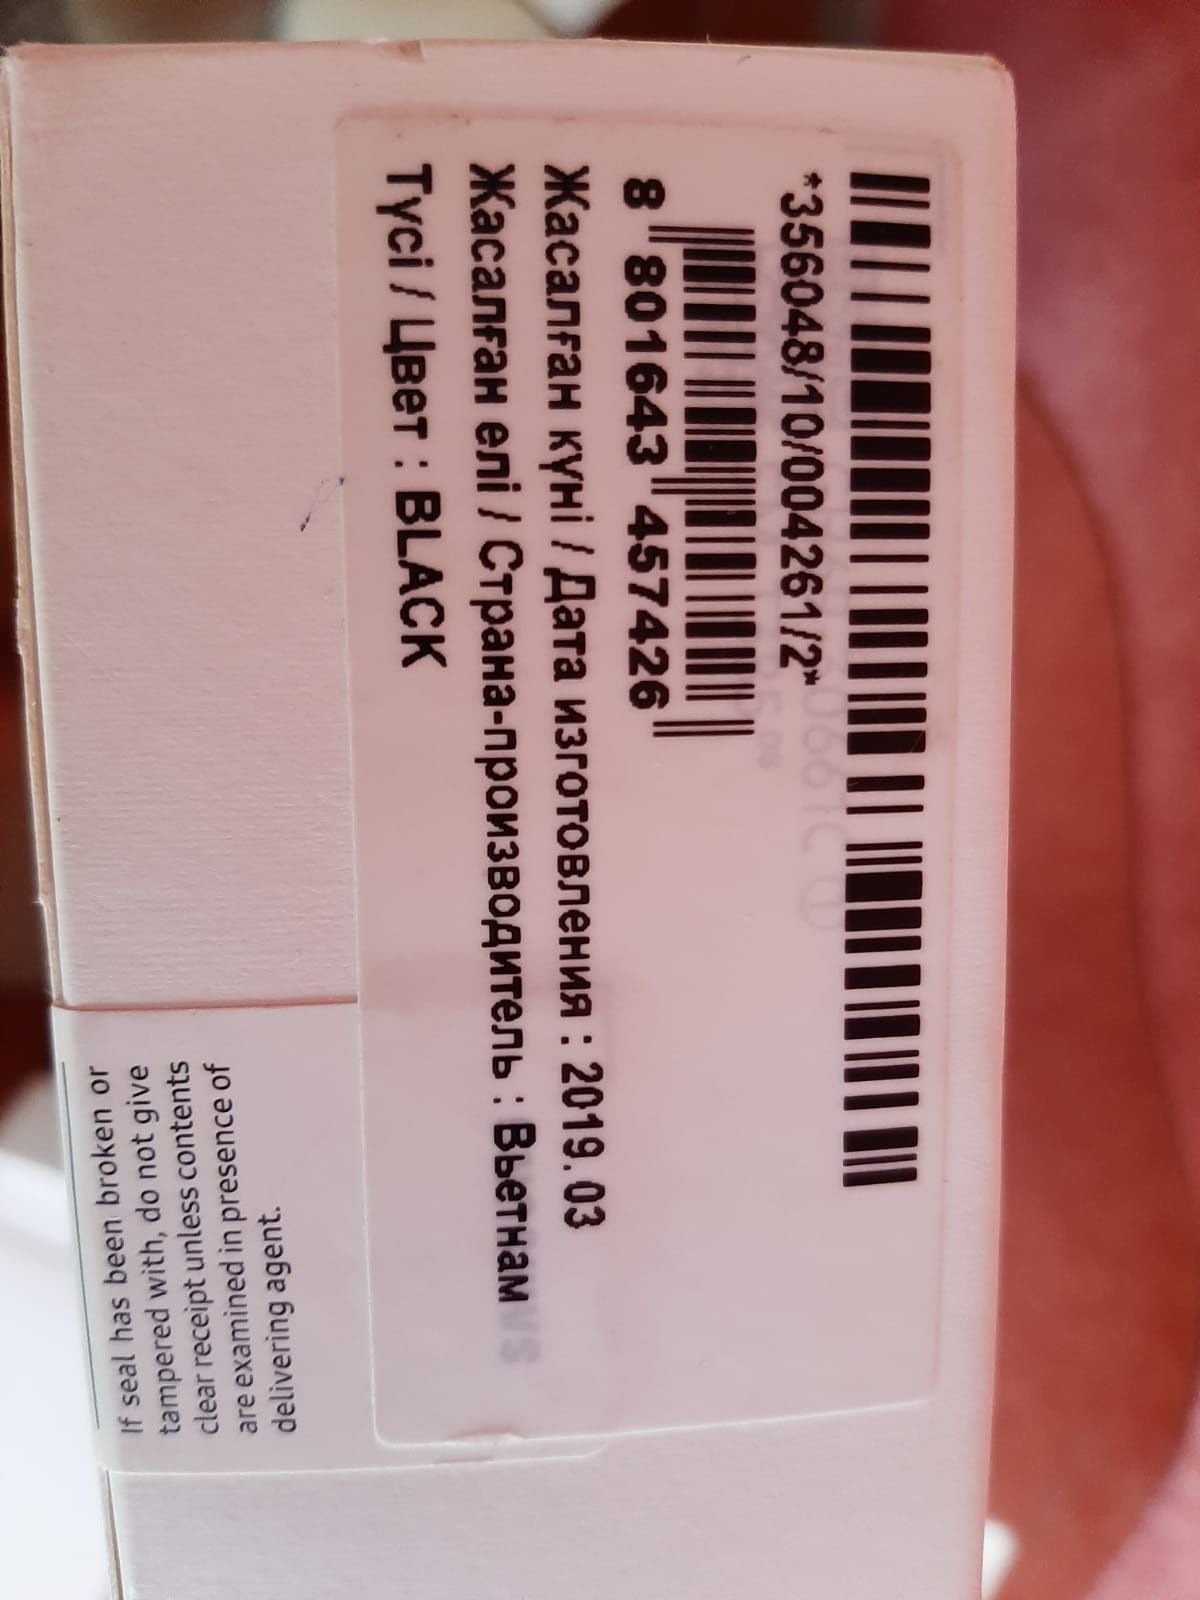 *356048/10/004261/2*
8 801643 457426
Жасалған күні / Дата изготовления : 2019.03
Жасалған елі / Страна-производитель : Вьетнам
Түсі / Цвет : BLACK
If seal has been broken or
tampered with, do not give
clear receipt unless contents
are examined in presence of
delivering agent.